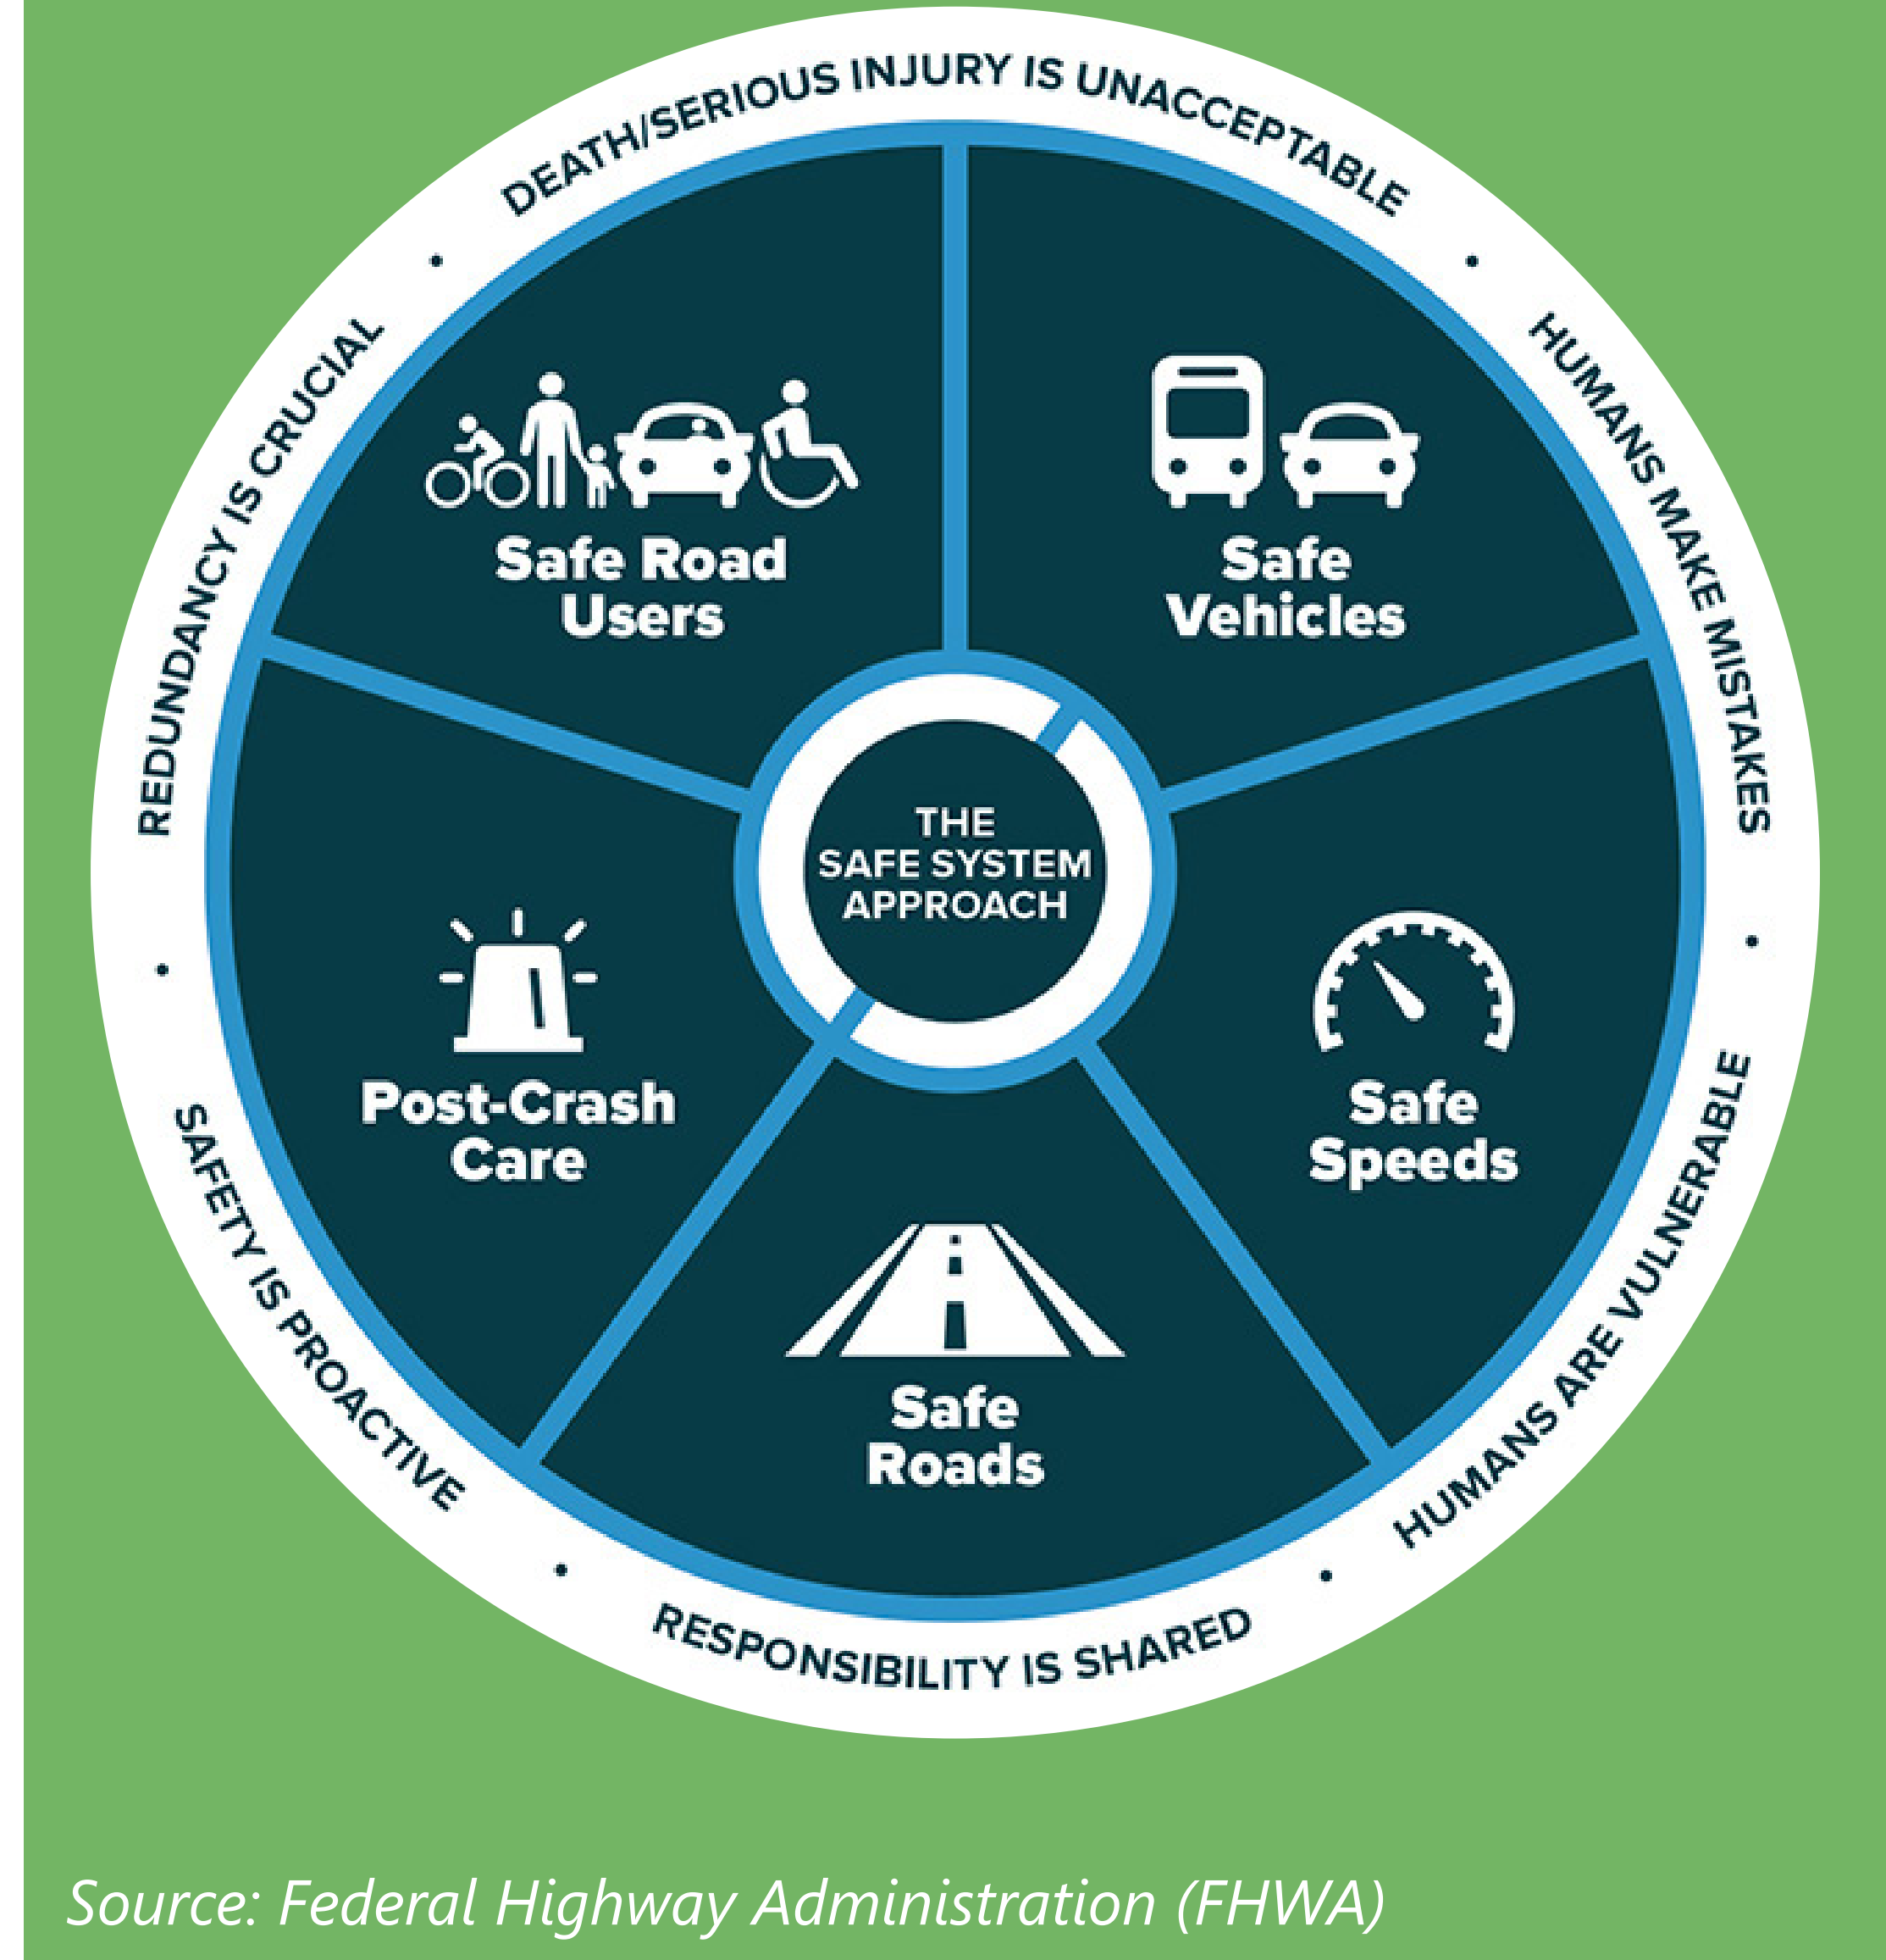 DEATH/SERIOUS INJURY IS UNACCEPTABLE
HUMANS MAKE MISTAKES
HUMANS ARE VULNERABLE
RESPONSIBILITY IS SHARED
SAFETY IS PROACTIVE
REDUNDANCY IS CRUCIAL
Safe Road
Users
Safe
Vehicles
Safe
Speeds
Safe
Roads
Post-Crash
Care
THE
SAFE SYSTEM
APPROACH
Source: Federal Highway Administration (FHWA)